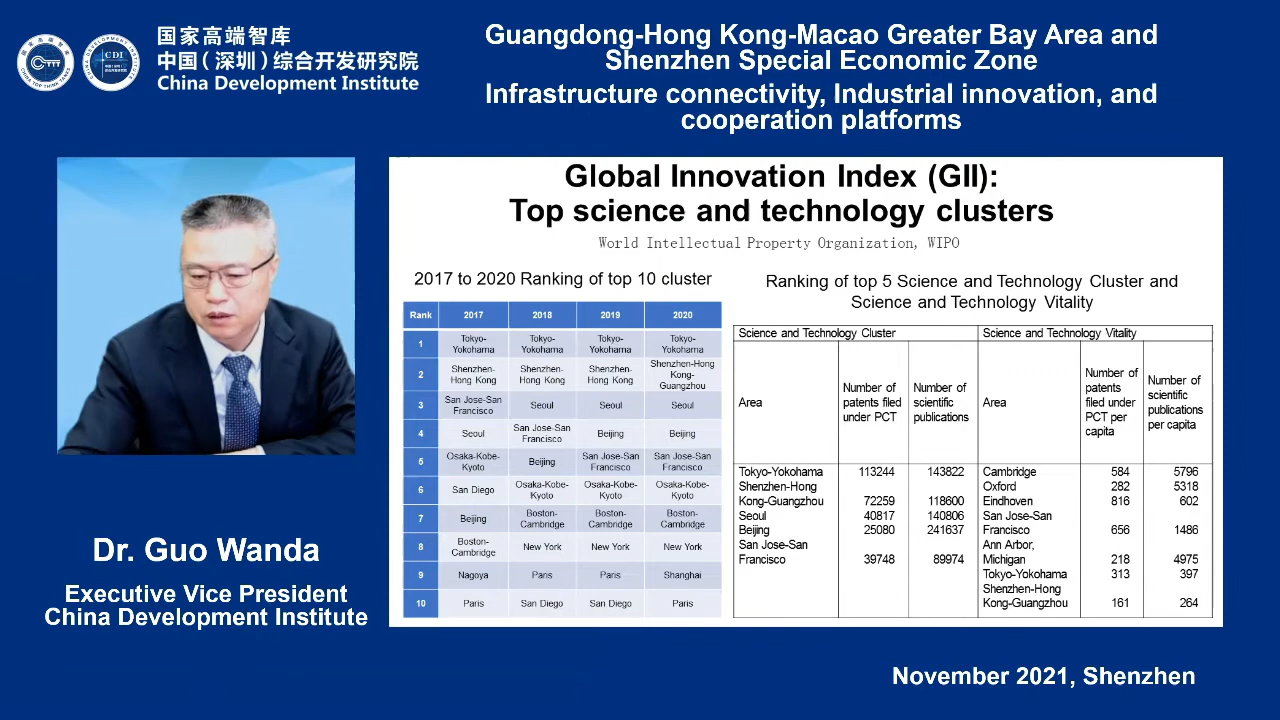 国家高端智库
中国(深圳)综合开发研究院
China Development Institute
CDI
Guangdong-Hong Kong-Macao Greater Bay Area and
Shenzhen Special Economic Zone
Infrastructure connectivity, Industrial innovation, and
cooperation platforms
Global Innovation Index (GII):
Top science and technology clusters
World Intellectual Property Organization, WIPO
2017 to 2020 Ranking of top 10 cluster
Rank 2017 2018 2019 2020
1 Tokyo-Yokohama Tokyo-Yokohama Tokyo-Yokohama Tokyo-Yokohama
2 Shenzhen-Hong Kong Shenzhen-Hong Kong Shenzhen-Hong Kong Shenzhen-Hong Kong-Guangzhou
3 San Jose-San Francisco Seoul Seoul Seoul
4 Seoul San Jose-San Francisco Beijing Beijing
5 Osaka-Kobe-Kyoto Beijing San Jose-San Francisco San Jose-San Francisco
6 San Diego Osaka-Kobe-Kyoto Osaka-Kobe-Kyoto Osaka-Kobe-Kyoto
7 Beijing Boston-Cambridge Boston-Cambridge Boston-Cambridge
8 Boston-Cambridge New York New York New York
9 Nagoya Paris Paris Shanghai
10 Paris San Diego San Diego Paris
Ranking of top 5 Science and Technology Cluster and
Science and Technology Vitality
Science and Technology Cluster Science and Technology Vitality
Area Number of patents filed under PCT Number of scientific publications Area Number of patents filed under PCT per capita Number of scientific publications per capita
Tokyo-Yokohama 113244 143822 Cambridge 584 5796
Shenzhen-Hong Oxford 282 5318
Kong-Guangzhou 72259 118600 Eindhoven 816 602
Seoul 40817 140806 San Jose-San
Beijing 25080 241637 Francisco 656 1486
San Jose-San Ann Arbor,
Francisco 39748 89974 Michigan 218 4975
Tokyo-Yokohama 313 397
Shenzhen-Hong
Kong-Guangzhou 161 264
Dr. Guo Wanda
Executive Vice President
China Development Institute
November 2021, Shenzhen